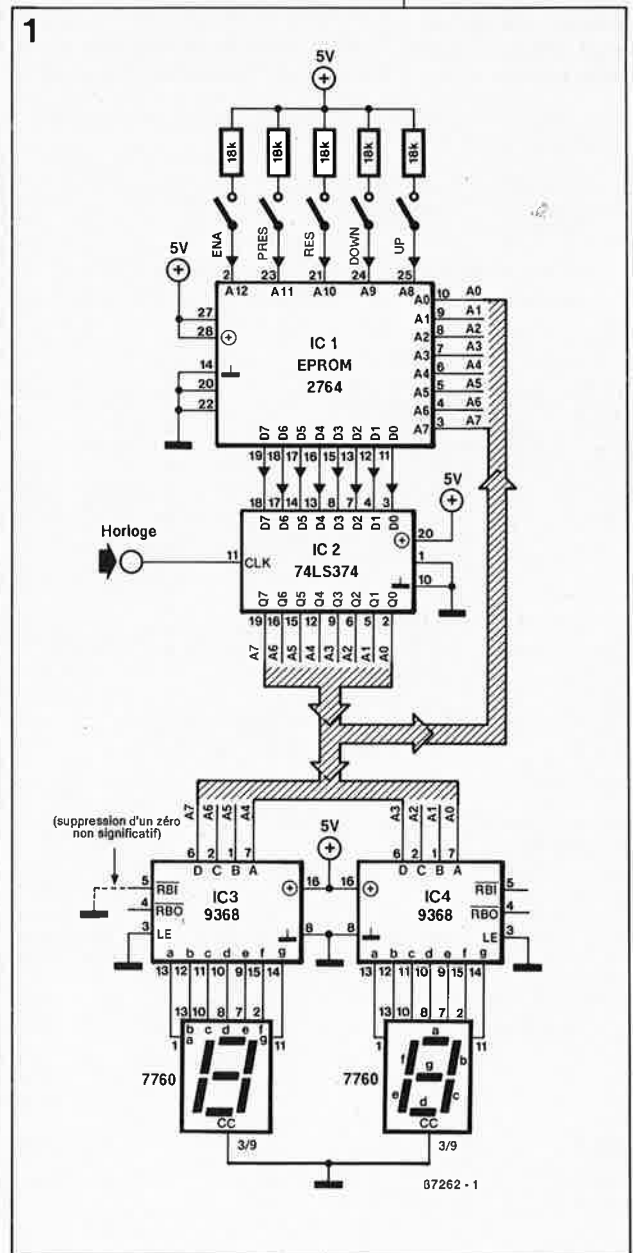 1
5V
18k 18k 18k 18k 18k
ENA PRES RES DOWN UP
5V
2 23 21 24 25
A12 A11 A10 A9 A8
27
28
14
20
22
IC 1
EPROM
2764
A0 10 A0
A1 9 A1
A2 8 A2
A3 7 A3
A4 6 A4
A5 5 A5
A6 4 A6
A7 3 A7
D7 D6 D5 D4 D3 D2 D1 D0
19 18 17 16 15 13 12 11
18 17 14 13 8 7 4 3
D7 D6 D5 D4 D3 D2 D1 D0
5V
20
1
10
Horloge
11 CLK
IC 2
74LS374
Q7 Q6 Q5 Q4 Q3 Q2 Q1 Q0
19 16 15 12 9 6 5 2
A7 A6 A5 A4 A3 A2 A1 A0
A7 A6 A5 A4
A3 A2 A1 A0
(suppression d'un zéro
non significatif)
5V
6 2 1 7
D C B A
5 RBI
4 RBO
3 LE
IC3
9368
16
8
a b c d e f g
13 12 11 10 9 15 14
6 2 1 7
D C B A
16
8
IC4
9368
RBI 5
RBO 4
LE 3
a b c d e f g
13 12 11 10 9 15 14
13 10 8 7 2
1 b c d e f 11
a g
7760
CC
3/9
13 10 8 7 2
1 11
7760
a
f b
g
e c
d
CC
3/9
87262 - 1